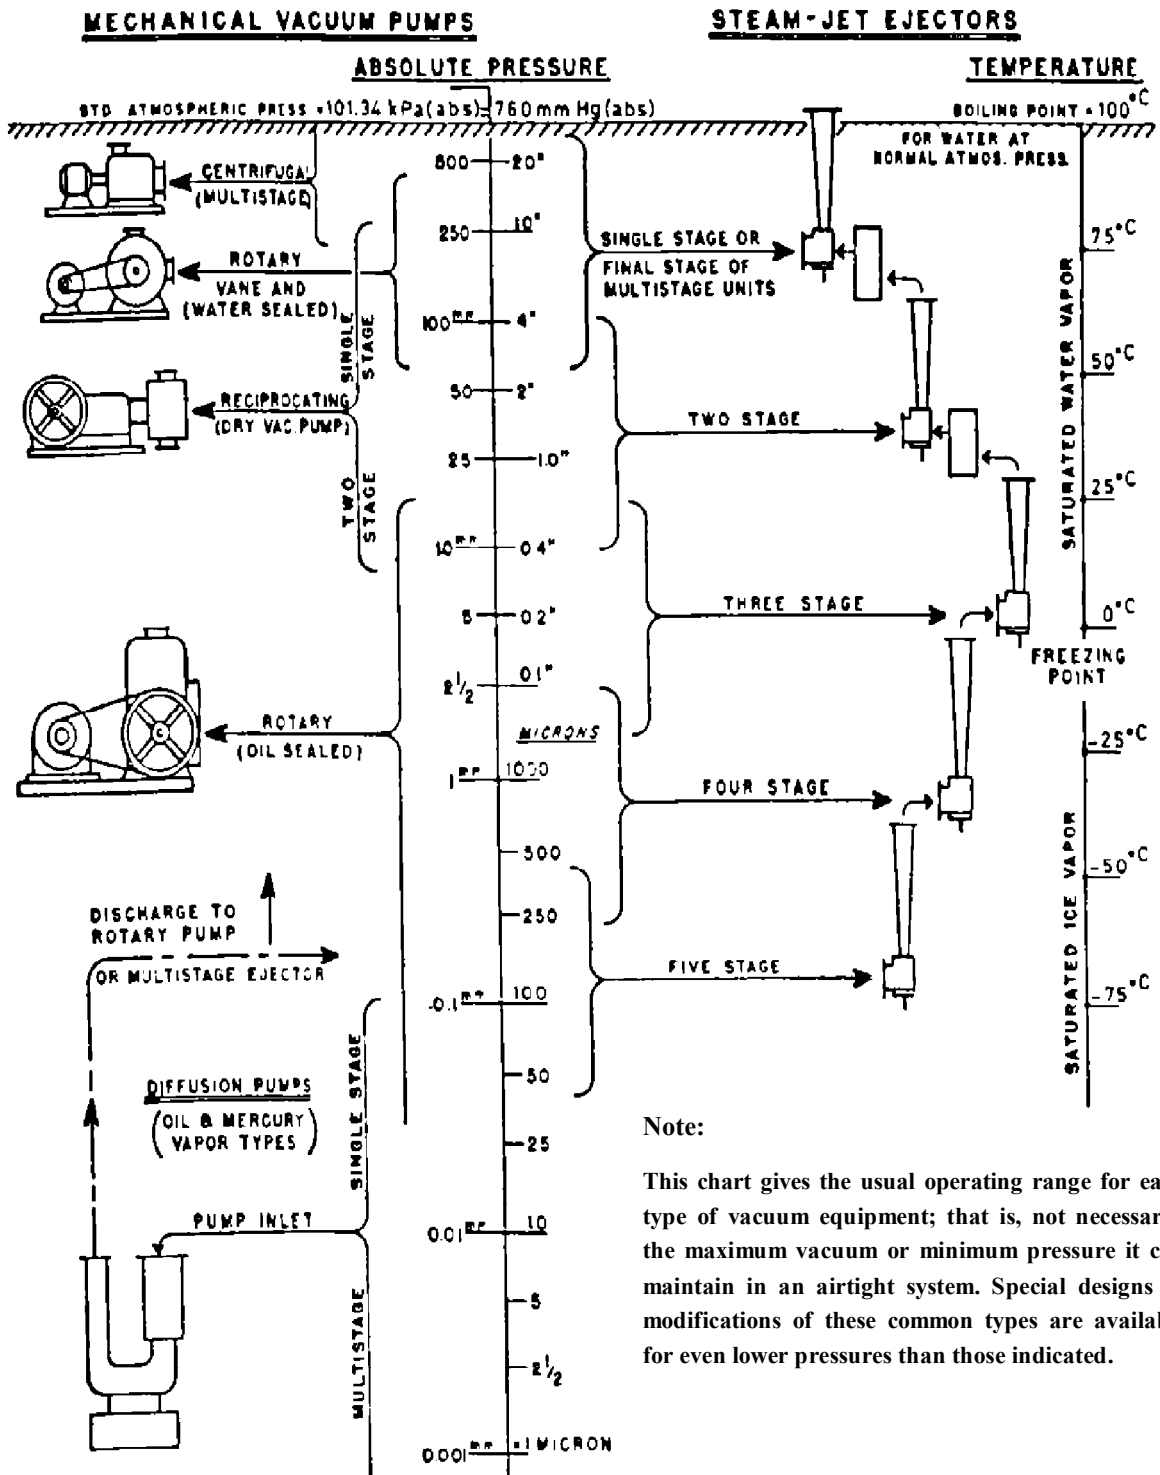 MECHANICAL VACUUM PUMPS
STEAM-JET EJECTORS
ABSOLUTE PRESSURE
TEMPERATURE
STD ATMOSPHERIC PRESS = 101.34 kPa (abs) = 760 mm Hg (abs)
BOILING POINT = 100°C
FOR WATER AT
NORMAL ATMOS. PRESS.
CENTRIFUGAL
(MULTISTAGE)
500
20"
250
10"
ROTARY
VANE AND
(WATER SEALED)
SINGLE STAGE OR
FINAL STAGE OF
MULTISTAGE UNITS
75°C
SINGLE
STAGE
100 mm
4"
50
2"
50°C
RECIPROCATING
(DRY VAC. PUMP)
TWO STAGE
25
1.0"
25°C
TWO
STAGE
SATURATED WATER VAPOR
10 mm
0.4"
THREE STAGE
5
0.2"
0°C
FREEZING
POINT
2 1/2
0.1"
ROTARY
(OIL SEALED)
MICRONS
-25°C
1 mm
1000
FOUR STAGE
500
-50°C
DISCHARGE TO
ROTARY PUMP
OR MULTISTAGE EJECTOR
250
FIVE STAGE
0.1 mm
100
-75°C
SATURATED ICE VAPOR
SINGLE STAGE
50
DIFFUSION PUMPS
(OIL & MERCURY
VAPOR TYPES)
25
PUMP INLET
0.01 mm
10
5
MULTISTAGE
2 1/2
0.001 mm = 1 MICRON
Note:
This chart gives the usual operating range for ea
type of vacuum equipment; that is, not necessar
the maximum vacuum or minimum pressure it c
maintain in an airtight system. Special designs
modifications of these common types are availal
for even lower pressures than those indicated.